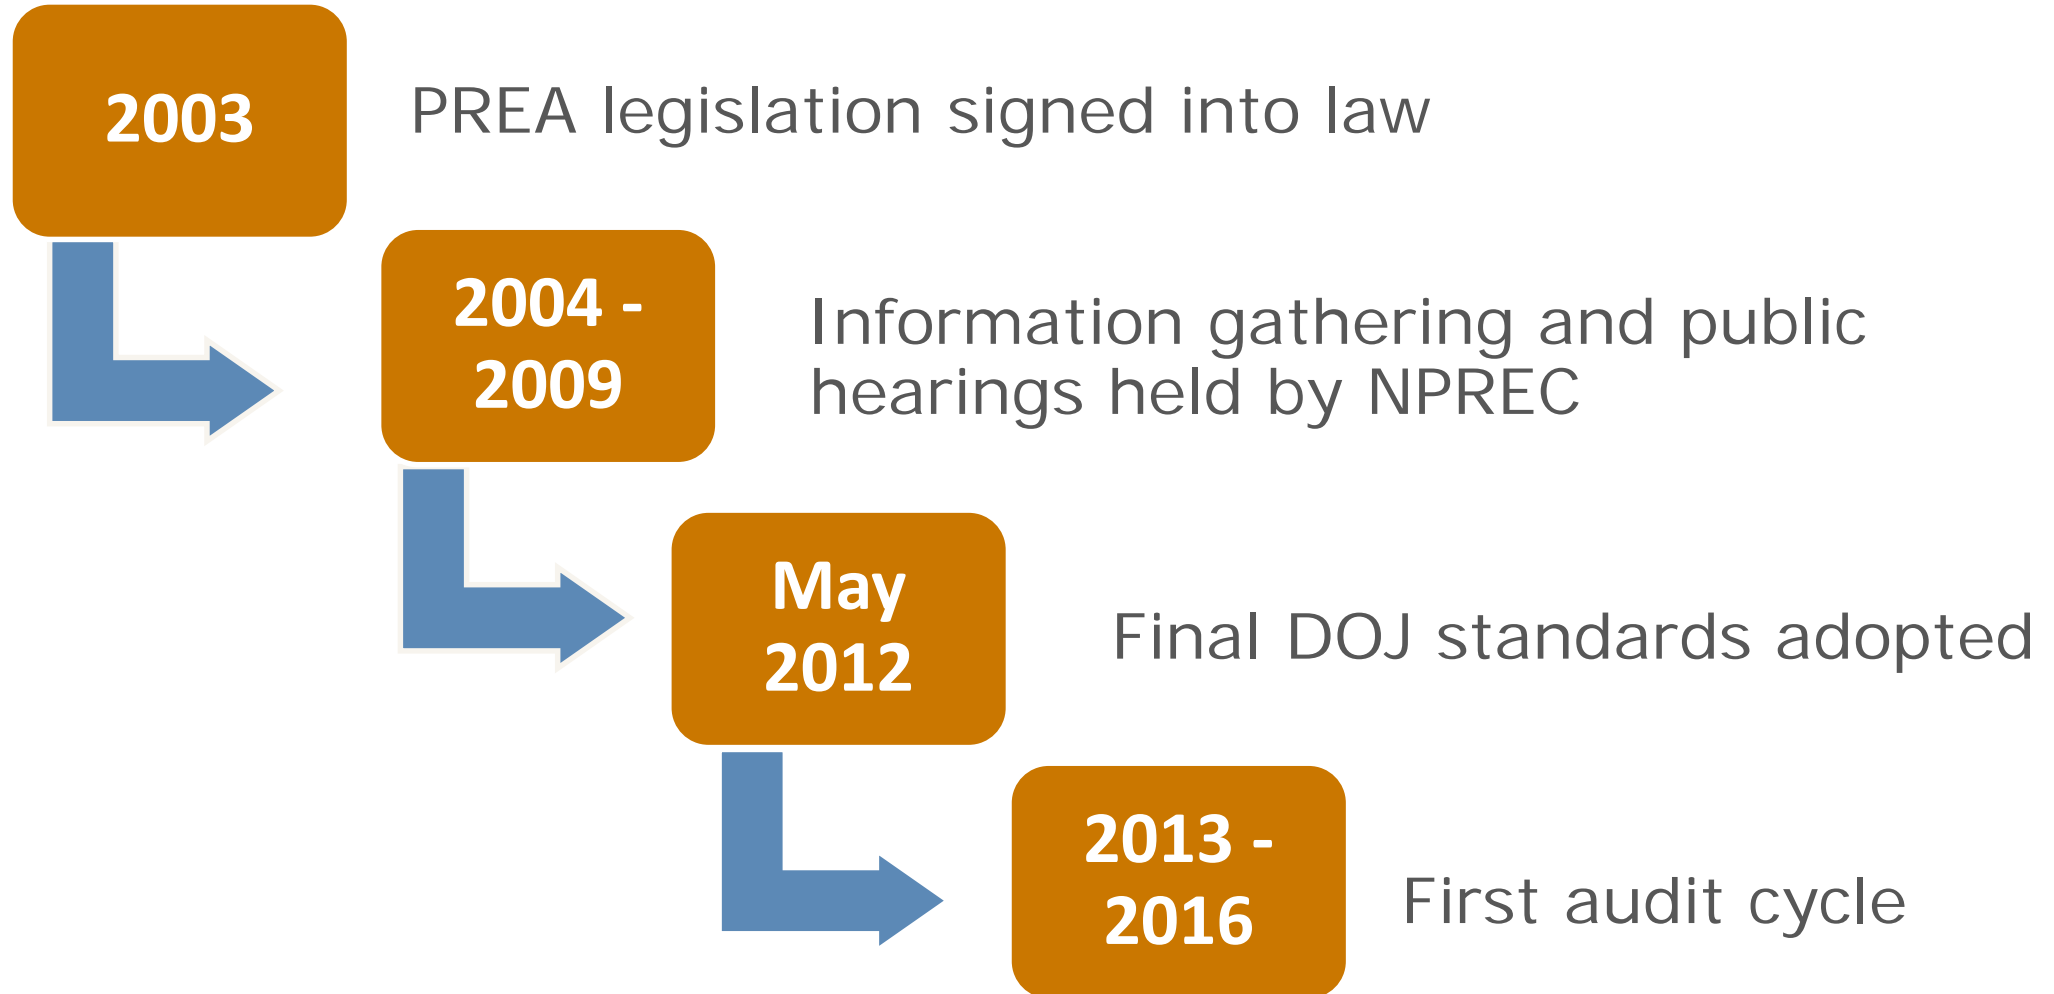 2003
PREA legislation signed into law
2004 -
2009
Information gathering and public
hearings held by NPREC
May
2012
Final DOJ standards adopted
2013 -
2016
First audit cycle